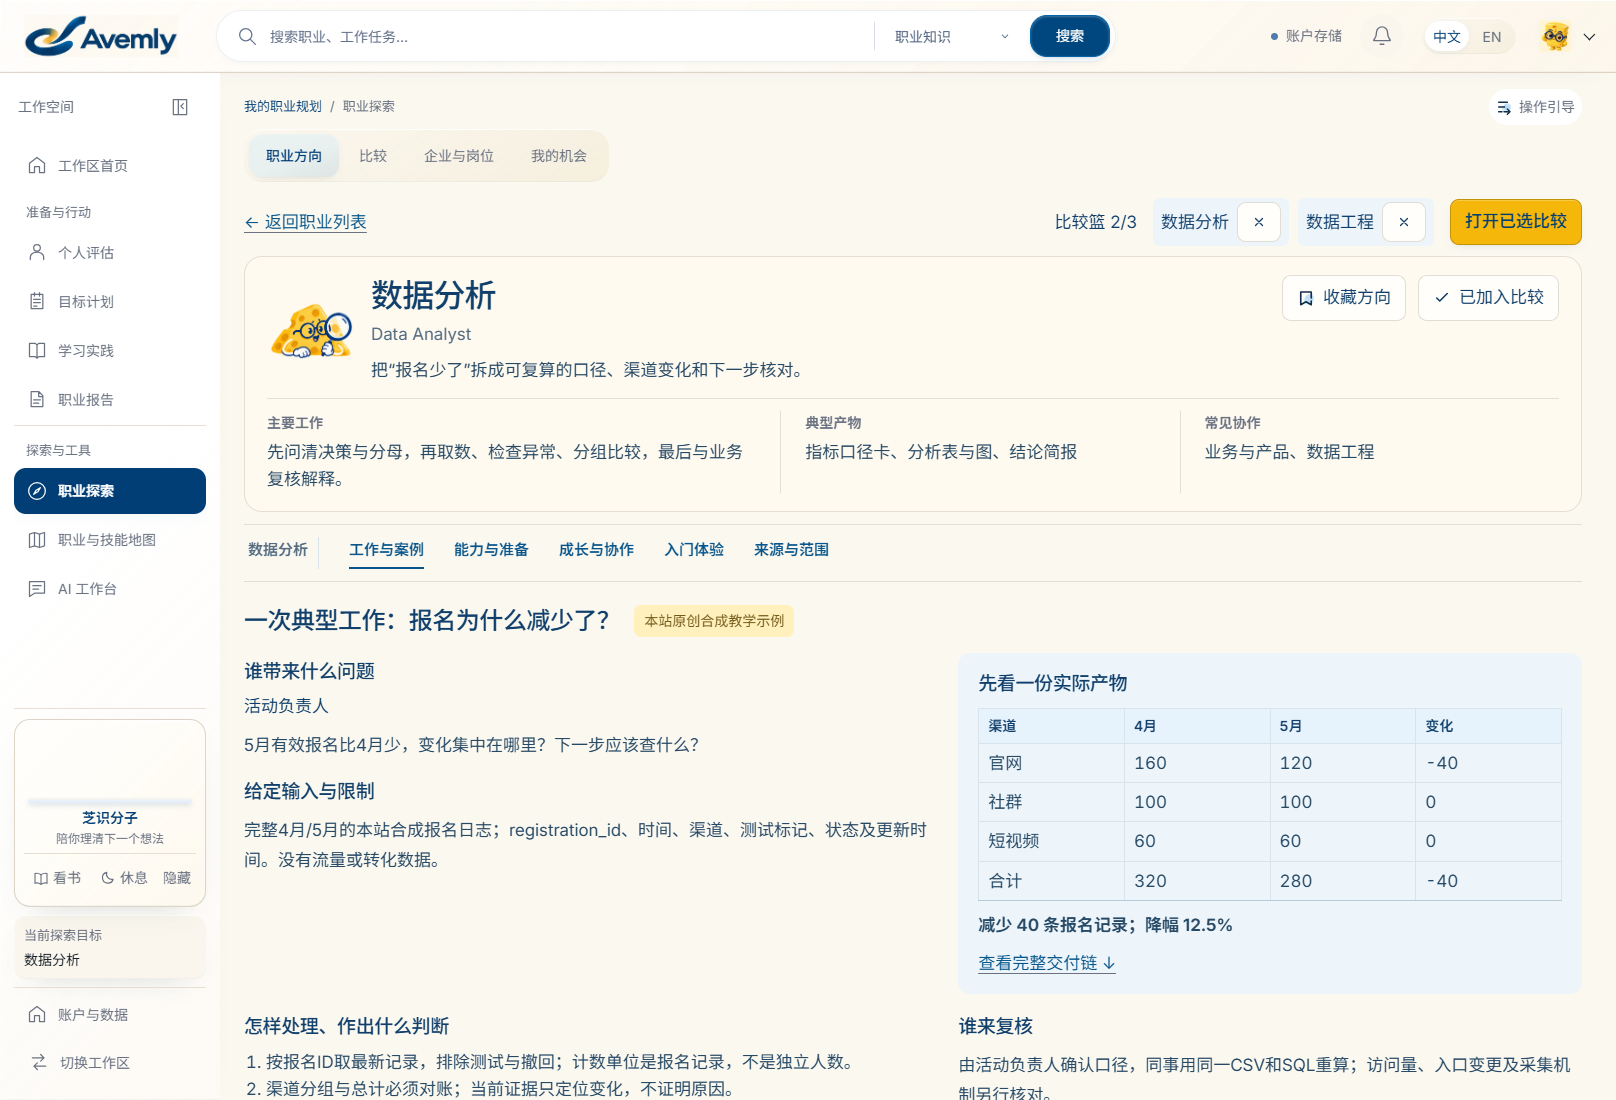 Avemly
搜索职业、工作任务...
职业知识
搜索
账户存储
中文
EN
工作空间
工作区首页
准备与行动
个人评估
目标计划
学习实践
职业报告
探索与工具
职业探索
职业与技能地图
AI 工作台
芝识分子
陪你理清下一个想法
看书
休息
隐藏
当前探索目标
数据分析
账户与数据
切换工作区
我的职业规划 / 职业探索
操作引导
职业方向
比较
企业与岗位
我的机会
← 返回职业列表
比较篮 2/3
数据分析 ×
数据工程 ×
打开已选比较
数据分析
Data Analyst
把“报名少了”拆成可复算的口径、渠道变化和下一步核对。
收藏方向
已加入比较
主要工作
先问清决策与分母，再取数、检查异常、分组比较，最后与业务
复核解释。
典型产物
指标口径卡、分析表与图、结论简报
常见协作
业务与产品、数据工程
数据分析
工作与案例
能力与准备
成长与协作
入门体验
来源与范围
一次典型工作：报名为什么减少了？
本站原创合成教学示例
谁带来什么问题
活动负责人
5月有效报名比4月少，变化集中在哪里？下一步应该查什么？
给定输入与限制
完整4月/5月的本站合成报名日志；registration_id、时间、渠道、测试标记、状态及更新时
间。没有流量或转化数据。
先看一份实际产物
渠道 4月 5月 变化
官网 160 120 -40
社群 100 100 0
短视频 60 60 0
合计 320 280 -40
减少 40 条报名记录；降幅 12.5%
查看完整交付链 ↓
怎样处理、作出什么判断
1. 按报名ID取最新记录，排除测试与撤回；计数单位是报名记录，不是独立人数。
2. 渠道分组与总计必须对账；当前证据只定位变化，不证明原因。
谁来复核
由活动负责人确认口径，同事用同一CSV和SQL重算；访问量、入口变更及采集机
制另行核对。